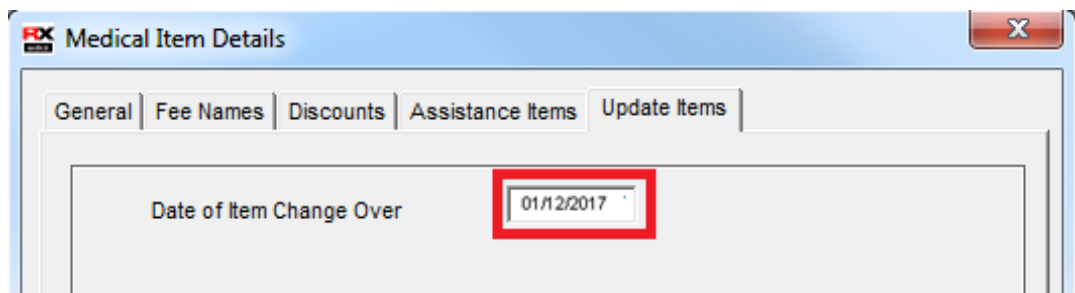 RX
Medical Item Details
General Fee Names Discounts Assistance Items Update Items
Date of Item Change Over 01/12/2017